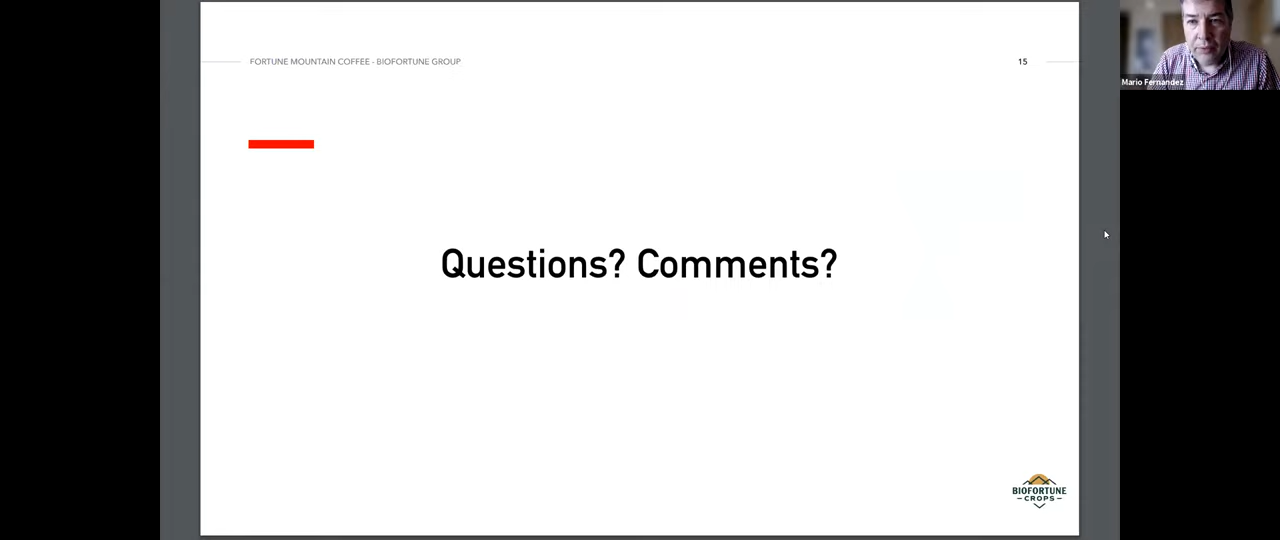 FORTUNE MOUNTAIN COFFEE - BIOFORTUNE GROUP
15
Mario Fernandez
Questions? Comments?
BIOFORTUNE
CROPS